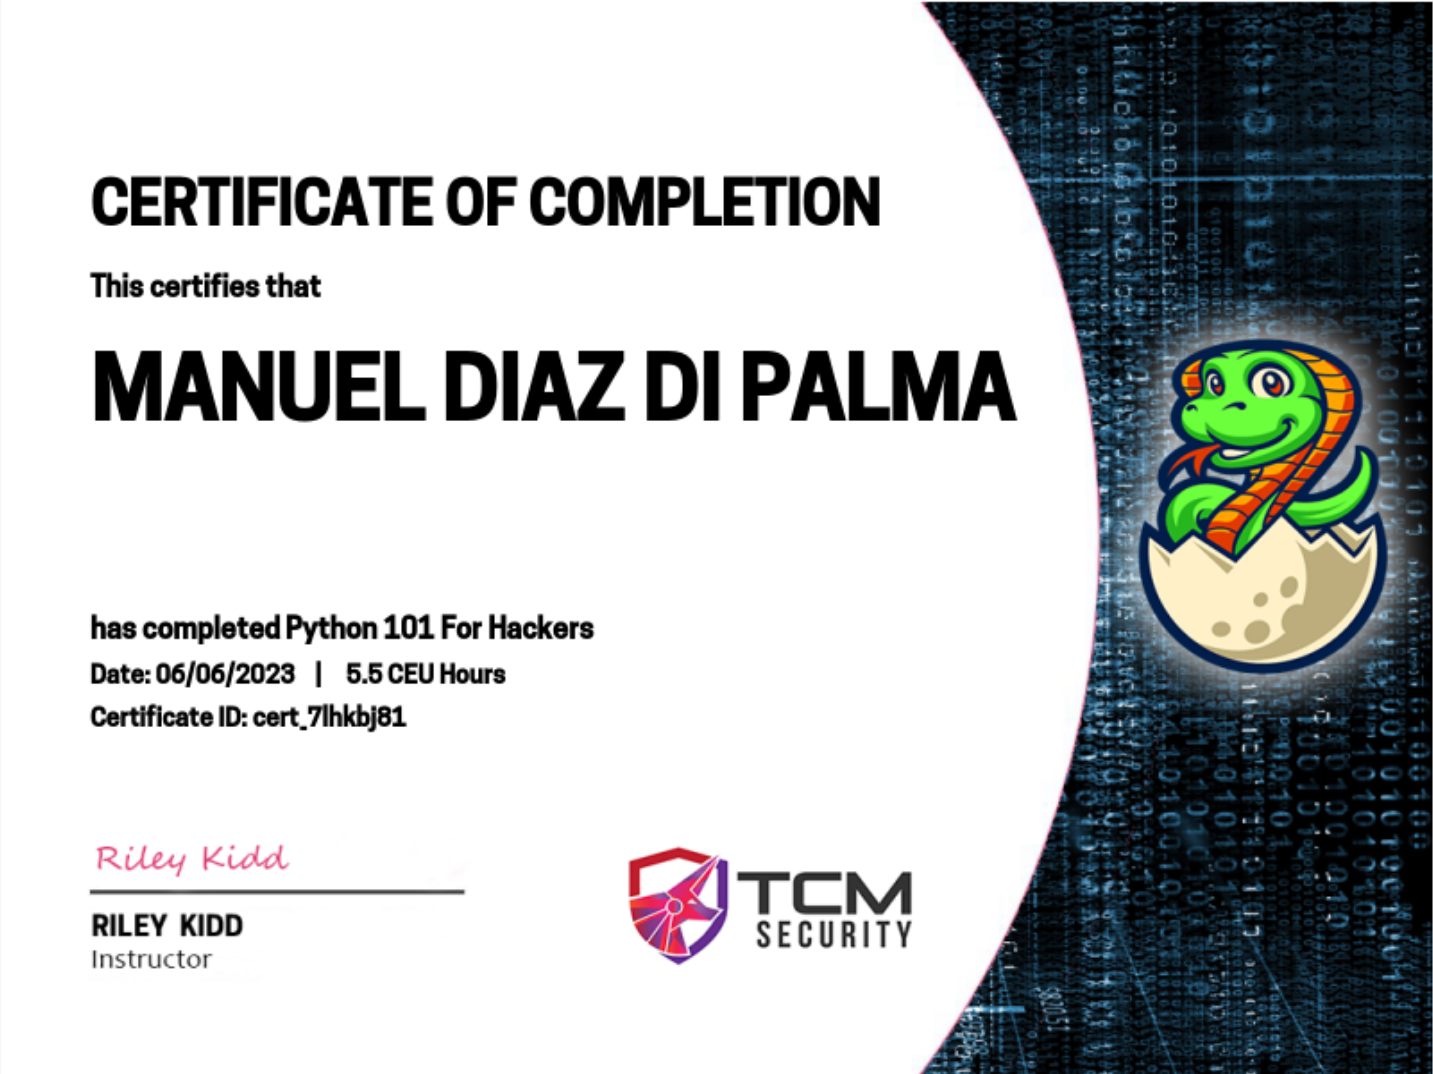 CERTIFICATE OF COMPLETION
This certifies that
MANUEL DIAZ DI PALMA
has completed Python 101 For Hackers
Date: 06/06/2023 | 5.5 CEU Hours
Certificate ID: cert_7lhkbj81
Riley Kidd
RILEY KIDD
Instructor
TCM
SECURITY